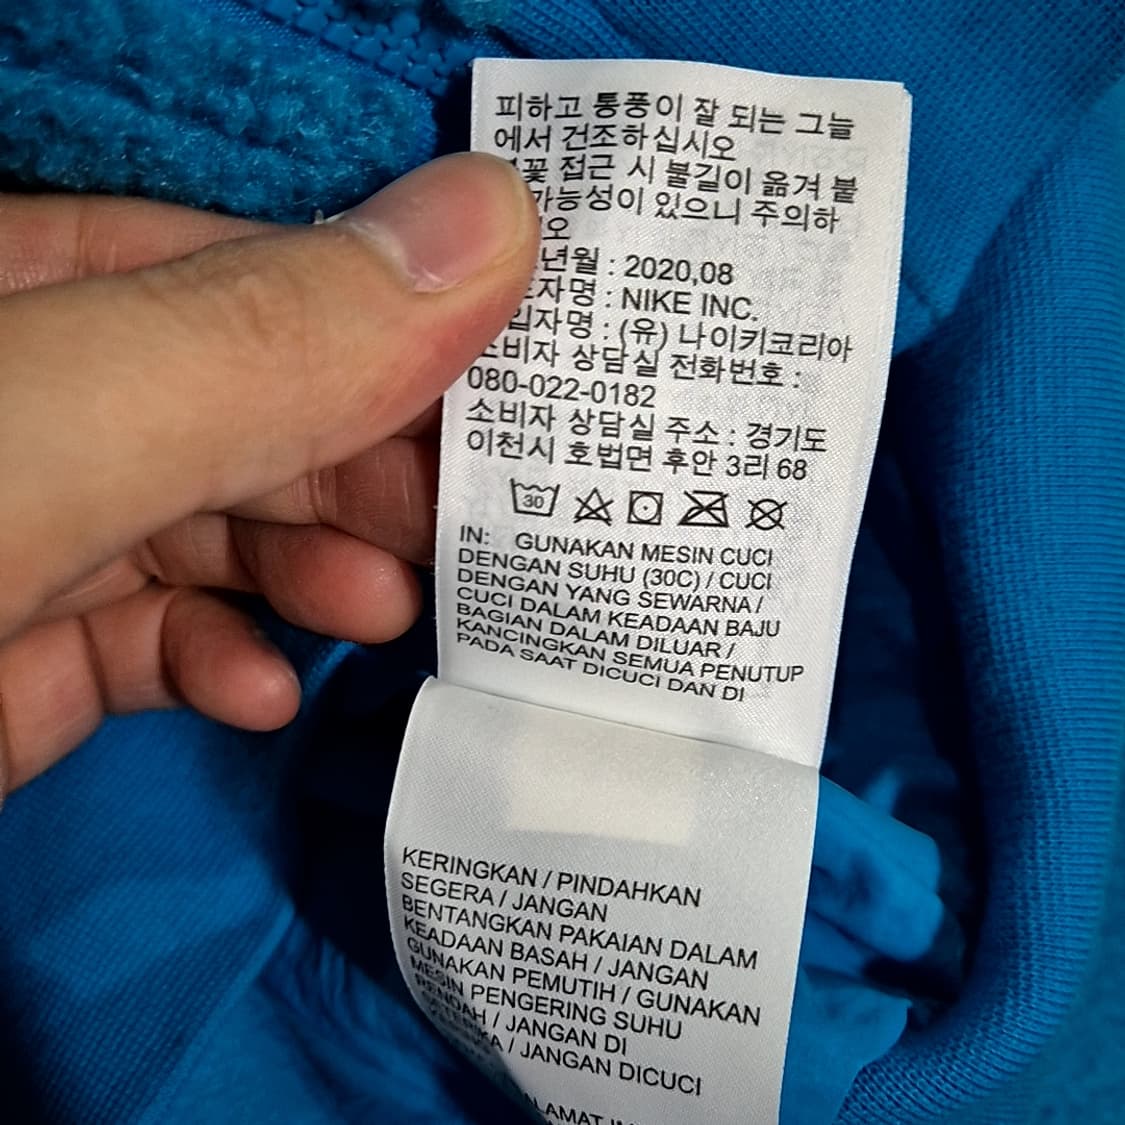 피하고 통풍이 잘 되는 그늘
에서 건조하십시오
접근 시 불길이 옮겨 붙
가능성이 있으니 주의하
오
년월 : 2020,08
자명 : NIKE INC.
입자명 : (유) 나이키코리아
소비자 상담실 전화번호 :
080-022-0182
소비자 상담실 주소 : 경기도
이천시 호법면 후안 3리 68
30
IN: GUNAKAN MESIN CUCI
DENGAN SUHU (30C) / CUCI
DENGAN YANG SEWARNA /
CUCI DALAM KEADAAN BAJU
BAGIAN DALAM DILUAR /
KANCINGKAN SEMUA PENUTUP
PADA SAAT DICUCI DAN DI
KERINGKAN / PINDAHKAN
SEGERA / JANGAN
BENTANGKAN PAKAIAN DALAM
KEADAAN BASAH / JANGAN
GUNAKAN PEMUTIH / GUNAKAN
MESIN PENGERING SUHU
RENDAH / JANGAN DI
/ JANGAN DICUCI